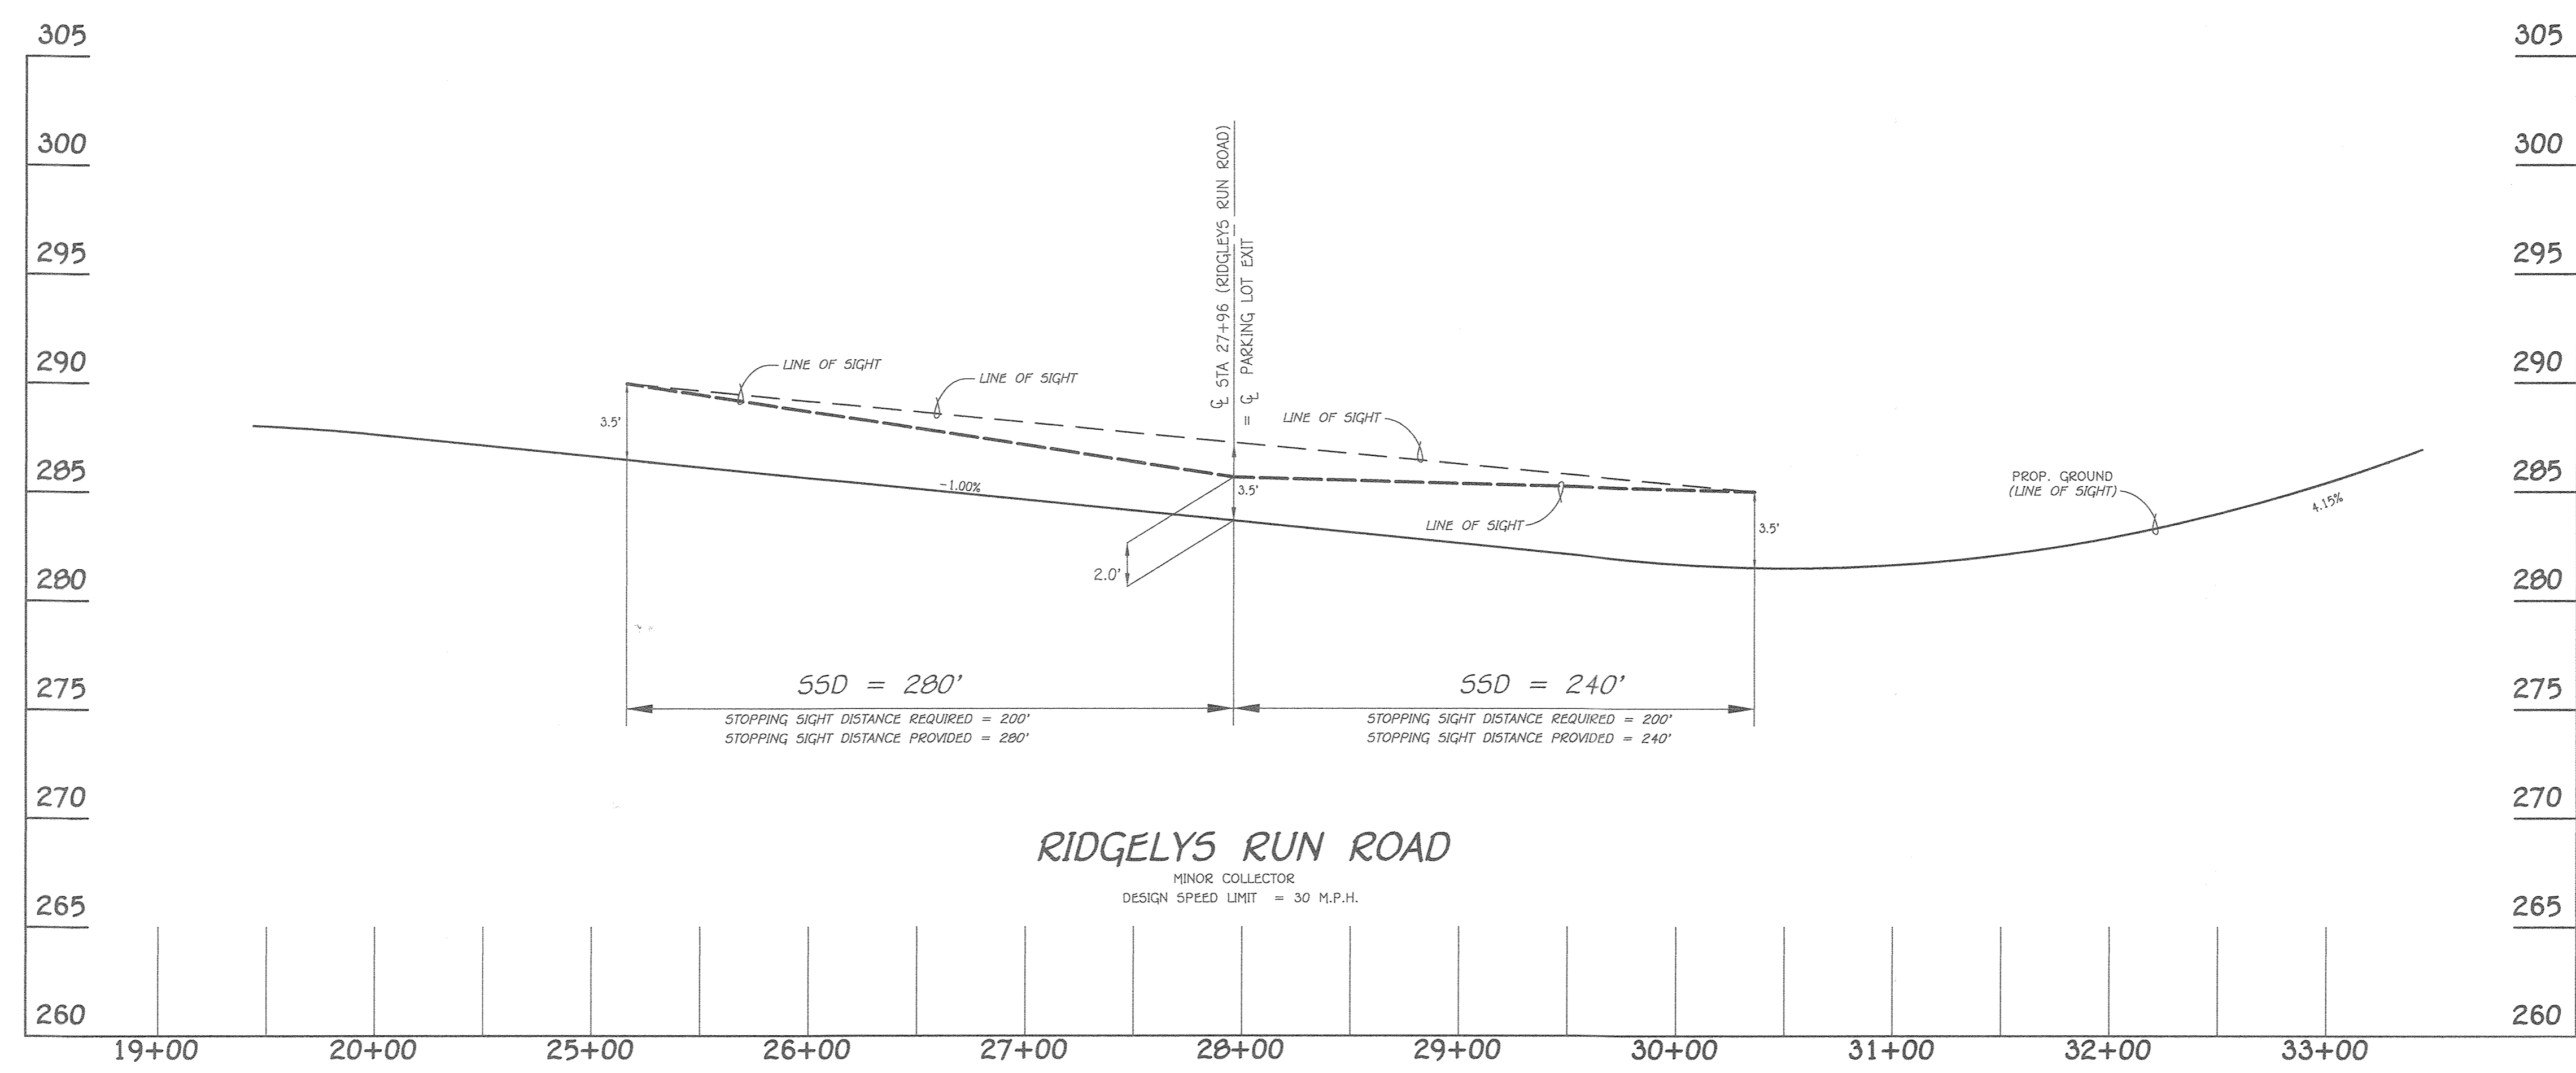 305
305
300
300
295
295
290
290
285
285
280
280
275
275
270
270
265
265
260
260
℄ STA 27+96 (RIDGLEYS RUN ROAD)
= ℄ PARKING LOT EXIT
LINE OF SIGHT
LINE OF SIGHT
LINE OF SIGHT
LINE OF SIGHT
3.5'
3.5'
3.5'
2.0'
-1.00%
PROP. GROUND
(LINE OF SIGHT)
4.15%
SSD = 280'
STOPPING SIGHT DISTANCE REQUIRED = 200'
STOPPING SIGHT DISTANCE PROVIDED = 280'
SSD = 240'
STOPPING SIGHT DISTANCE REQUIRED = 200'
STOPPING SIGHT DISTANCE PROVIDED = 240'
RIDGELYS RUN ROAD
MINOR COLLECTOR
DESIGN SPEED LIMIT = 30 M.P.H.
19+00 20+00 25+00 26+00 27+00 28+00 29+00 30+00 31+00 32+00 33+00